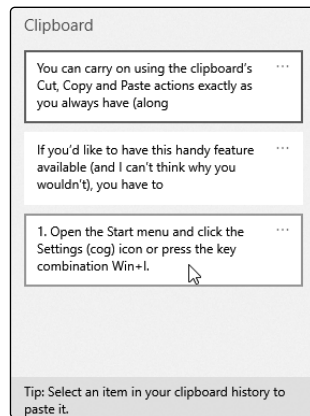 Clipboard
You can carry on using the clipboard's
Cut, Copy and Paste actions exactly as
you always have (along
If you'd like to have this handy feature
available (and I can't think why you
wouldn't), you have to
1. Open the Start menu and click the
Settings (cog) icon or press the key
combination Win+I.
Tip: Select an item in your clipboard history to
paste it.